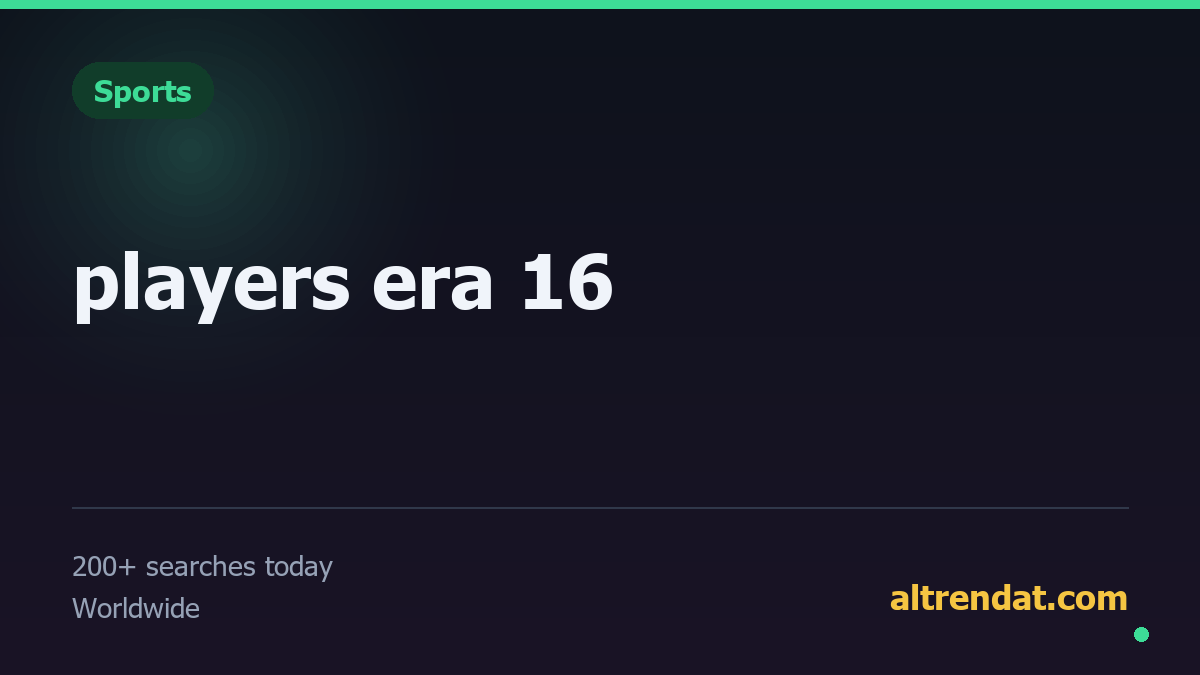 Sports
players era 16
200+ searches today
Worldwide
altrendat.com